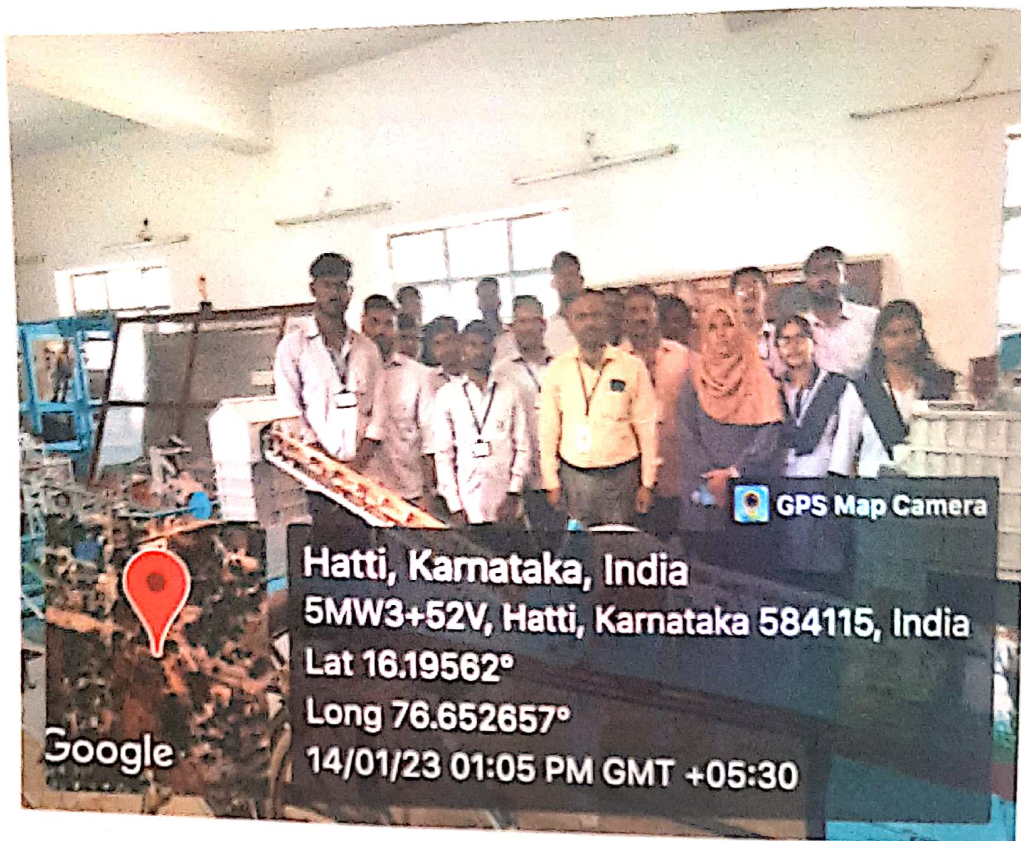 GPS Map Camera
Hatti, Karnataka, India
5MW3+52V, Hatti, Karnataka 584115, India
Lat 16.19562°
Long 76.652657°
14/01/23 01:05 PM GMT +05:30
Google